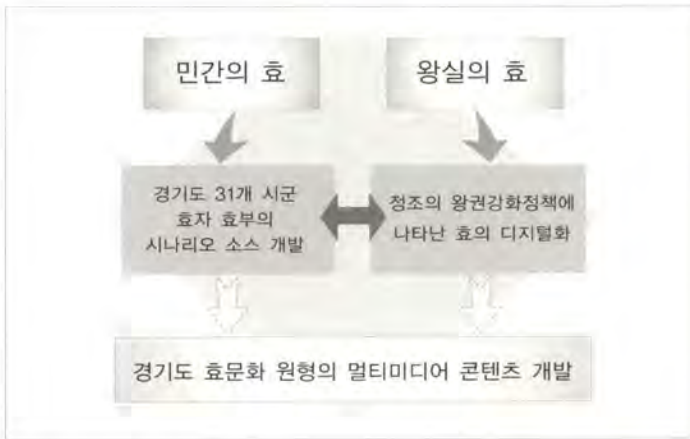 민간의 효
왕실의 효
경기도 31개 시군
효자 효부의
시나리오 소스 개발
정조의 왕권강화정책에
나타난 효의 디지털화
경기도 효문화 원형의 멀티미디어 콘텐츠 개발